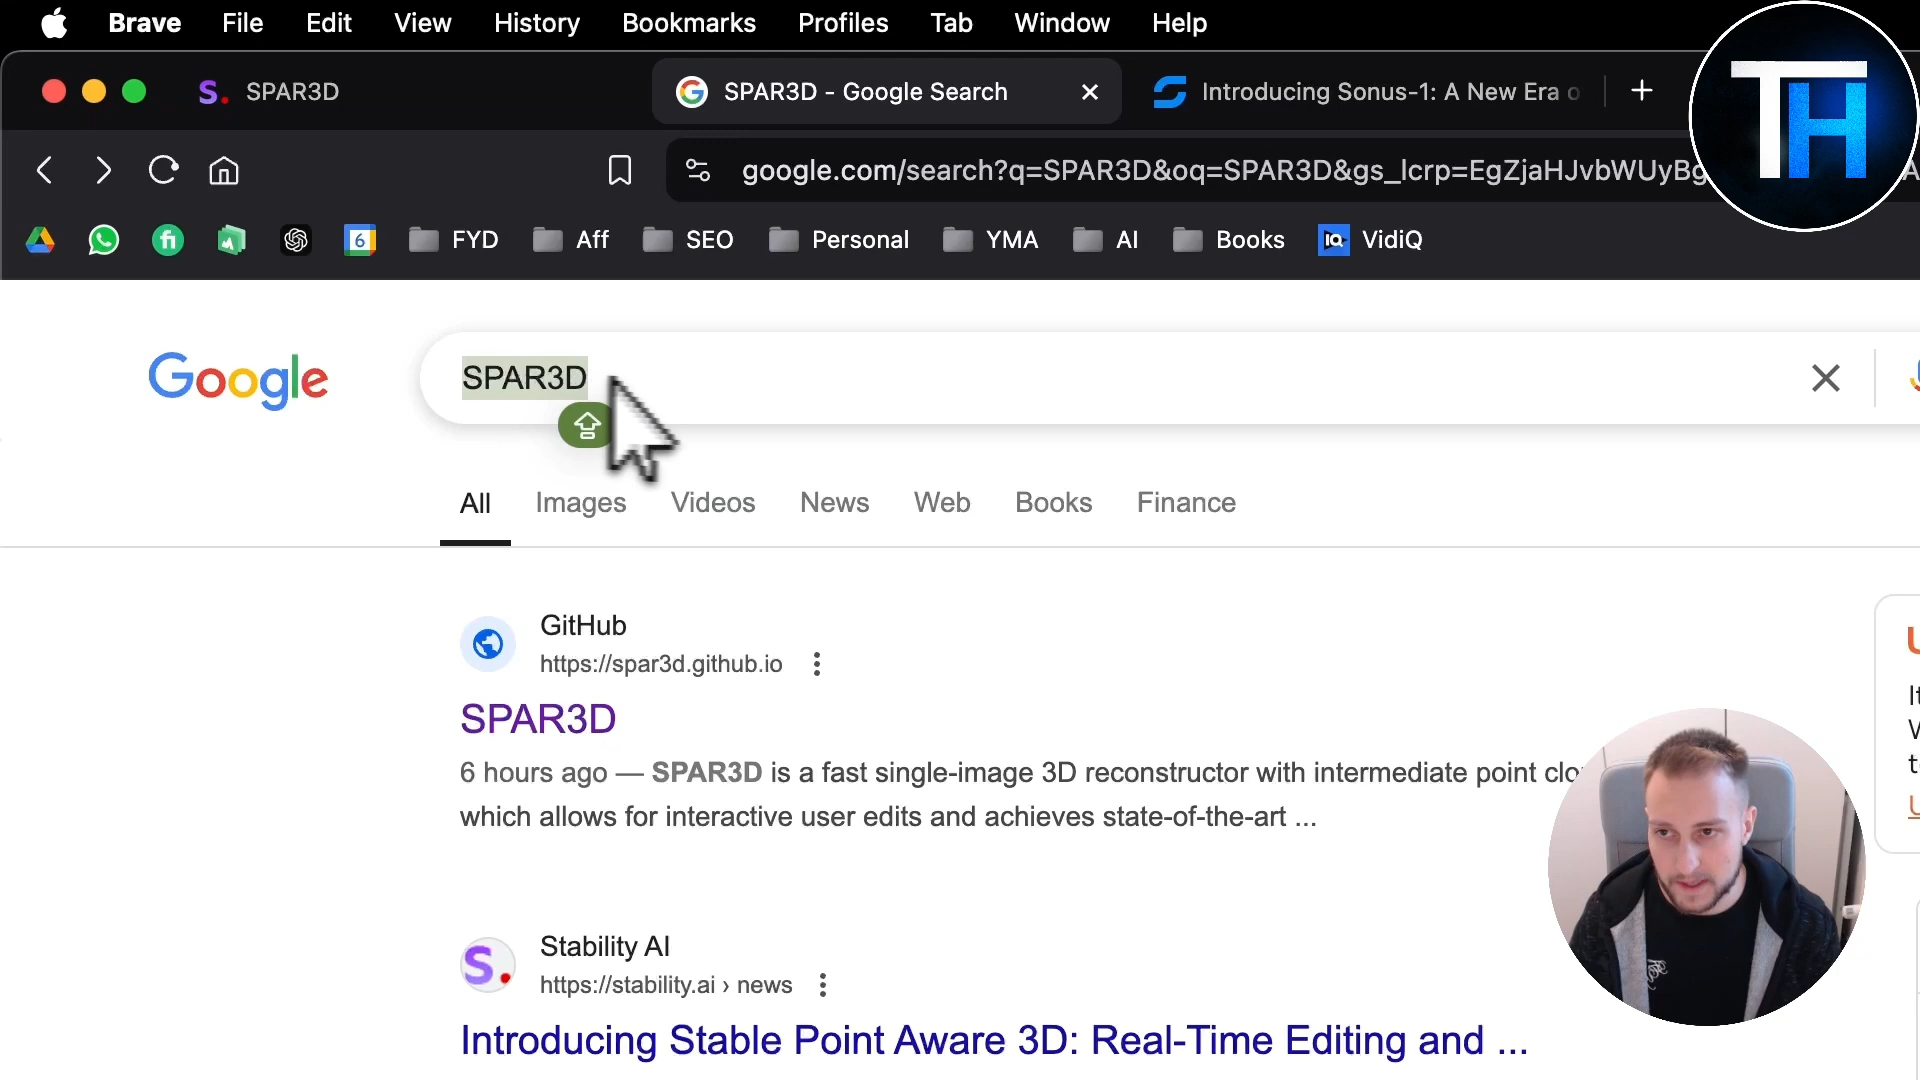 Brave File Edit View History Bookmarks Profiles Tab Window Help
S. SPAR3D
SPAR3D - Google Search
Introducing Sonus-1: A New Era o
TH
google.com/search?q=SPAR3D&oq=SPAR3D&gs_lcrp=EgZjaHJvbWUyBg
6 FYD Aff SEO Personal YMA AI Books IQ VidiQ
Google
SPAR3D
All Images Videos News Web Books Finance
GitHub
https://spar3d.github.io
SPAR3D
6 hours ago — SPAR3D is a fast single-image 3D reconstructor with intermediate point clo
which allows for interactive user edits and achieves state-of-the-art ...
S. Stability AI
https://stability.ai › news
Introducing Stable Point Aware 3D: Real-Time Editing and ...